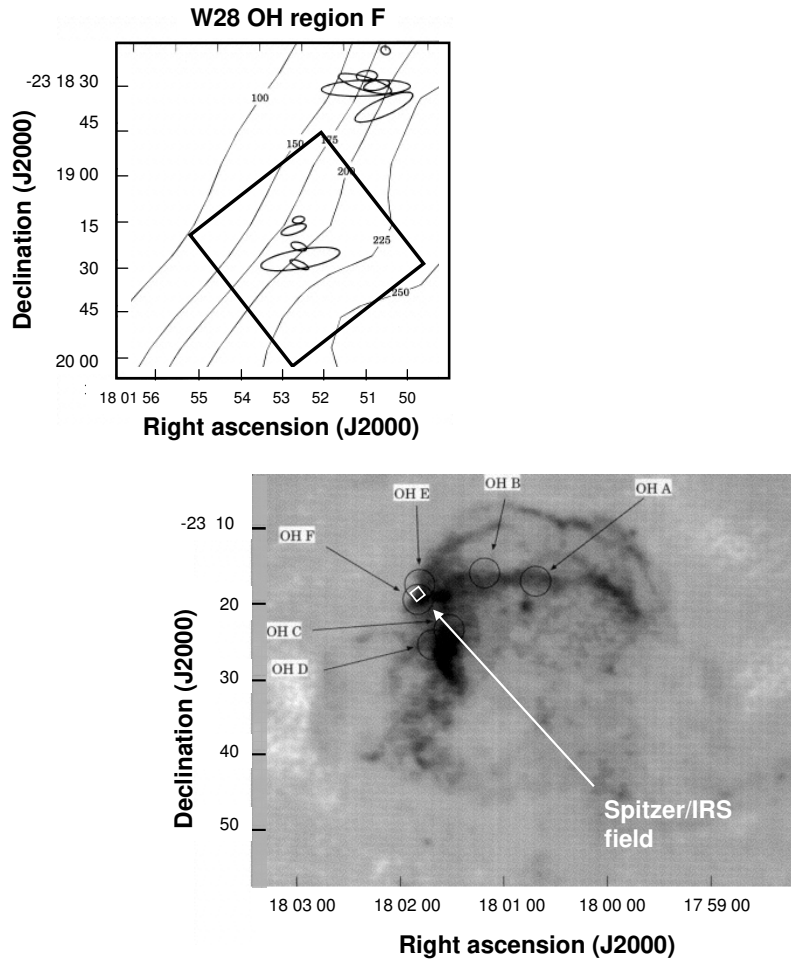 W28 OH region F
-23 18 30
45
19 00
15
30
45
20 00
Declination (J2000)
100
150
175
200
225
250
18 01 56
55
54
53
52
51
50
Right ascension (J2000)
OH B
OH A
OH E
OH F
OH C
OH D
-23 10
20
30
40
50
Declination (J2000)
Spitzer/IRS
field
18 03 00
18 02 00
18 01 00
18 00 00
17 59 00
Right ascension (J2000)